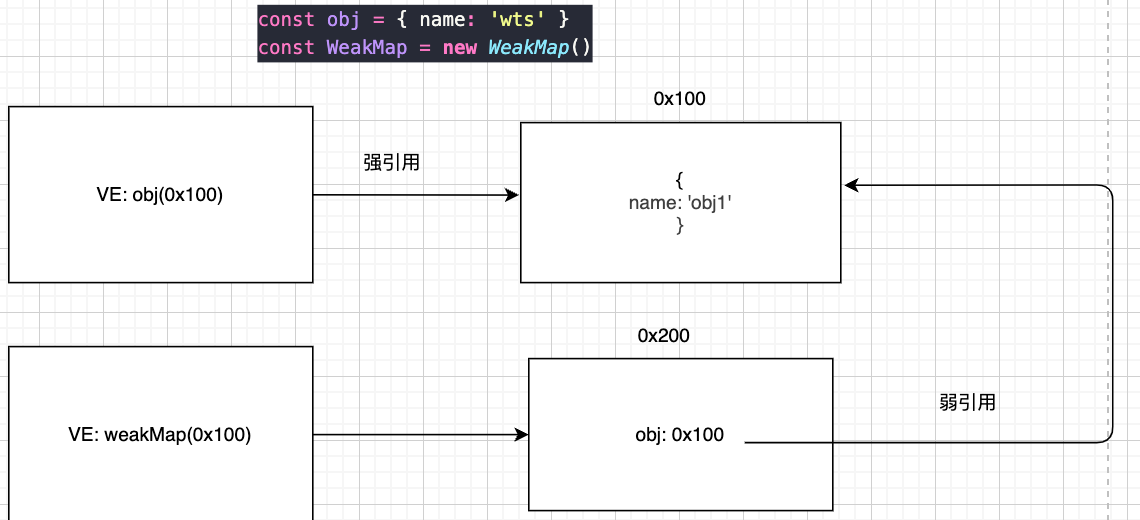 const obj = { name: 'wts' }
const WeakMap = new WeakMap()
0x100
强引用
VE: obj(0x100)
{
name: 'obj1'
}
0x200
弱引用
VE: weakMap(0x100)
obj: 0x100